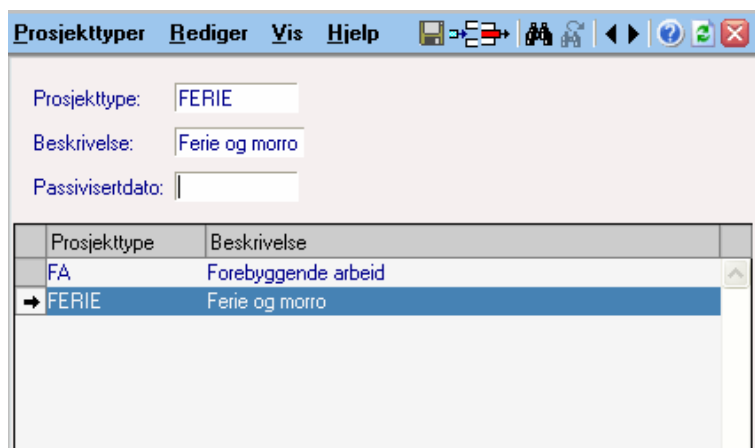 Prosjekttyper Rediger Vis Hjelp
Prosjekttype: FERIE
Beskrivelse: Ferie og morro
Passivisertdato:
Prosjekttype Beskrivelse
FA Forebyggende arbeid
FERIE Ferie og morro